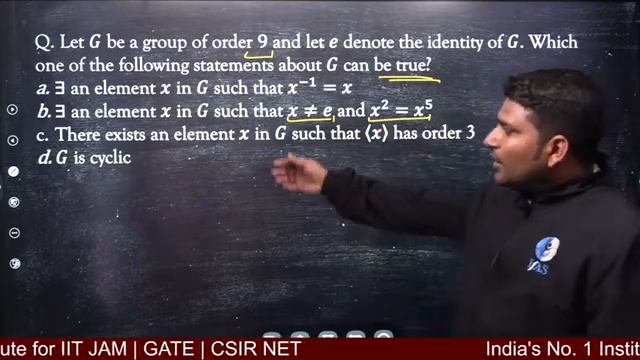 Q. Let G be a group of order 9 and let e denote the identity of G. Which
one of the following statements about G can be true?
a. ∃ an element x in G such that x⁻¹ = x
b. ∃ an element x in G such that x ≠ e and x² = x⁵
c. There exists an element x in G such that ⟨x⟩ has order 3
d. G is cyclic
ute for IIT JAM | GATE | CSIR NET India's No. 1 Instit